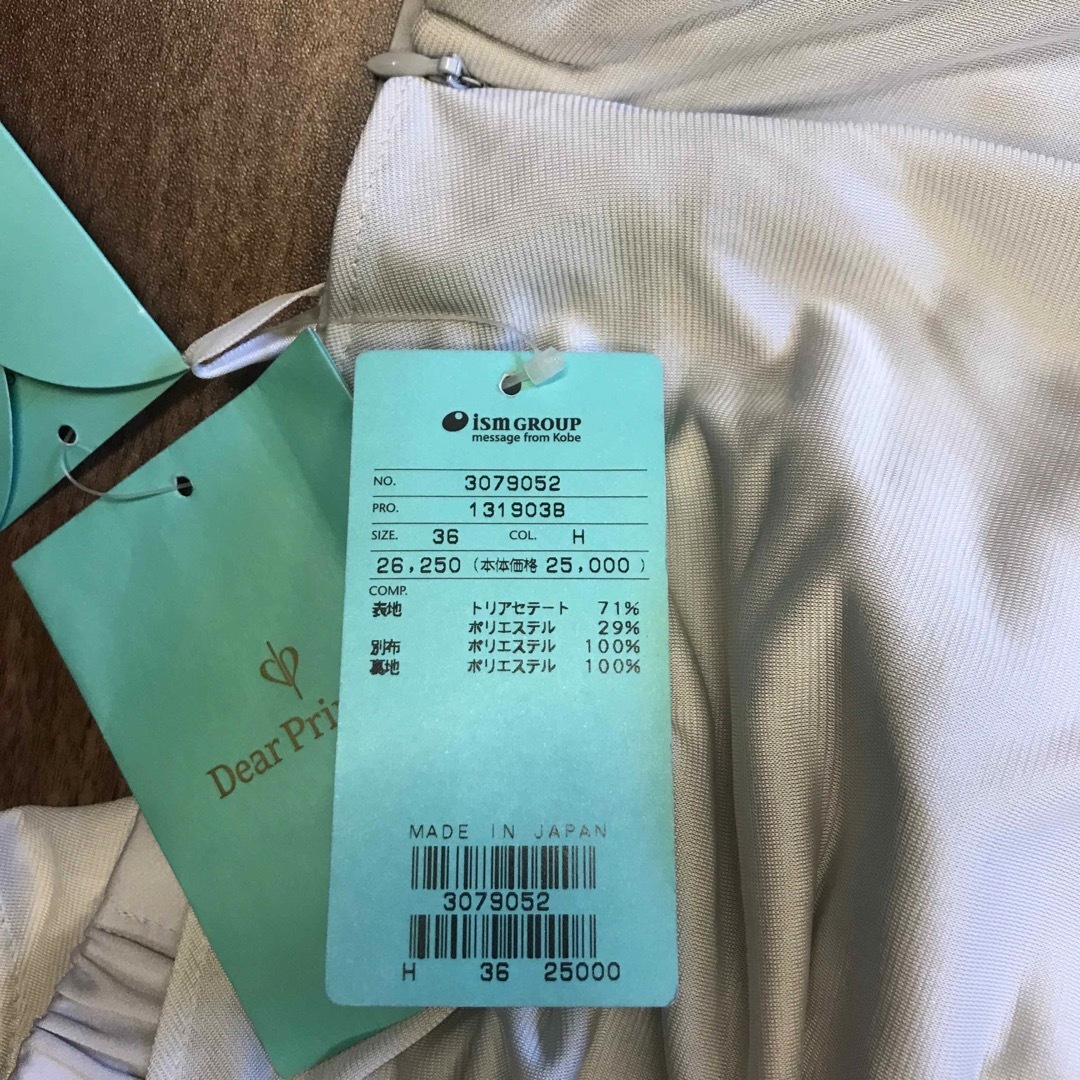 ism GROUP
message from Kobe
NO. 3079052
PRO. 131903B
SIZE. 36 COL. H
26,250 (本体価格 25,000)
COMP.
表地 トリアセテート 71%
ポリエステル 29%
別布 ポリエステル 100%
裏地 ポリエステル 100%
MADE IN JAPAN
3079052
H 36 25000
Dear Pri